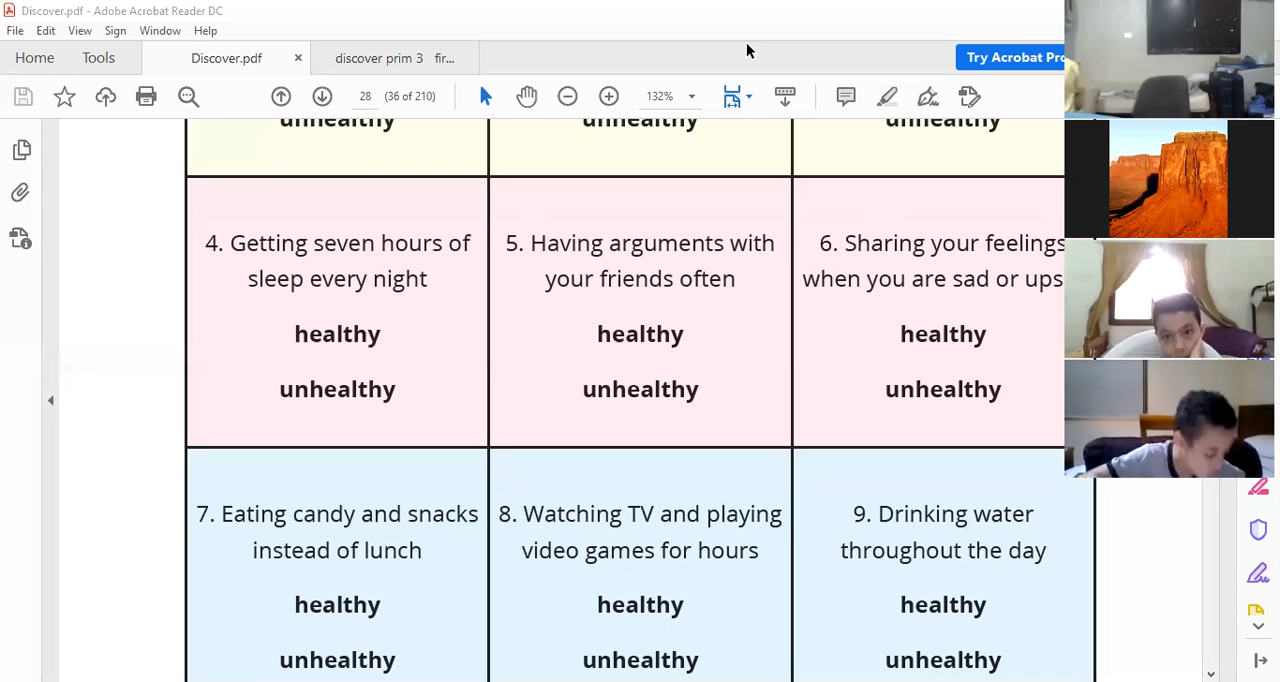 Discover.pdf - Adobe Acrobat Reader DC
File Edit View Sign Window Help
Home Tools Discover.pdf × discover prim 3 fir... Try Acrobat Pro
28 (36 of 210) 132%
unhealthy unhealthy unhealthy
4. Getting seven hours of
sleep every night
healthy
unhealthy
5. Having arguments with
your friends often
healthy
unhealthy
6. Sharing your feelings
when you are sad or ups
healthy
unhealthy
7. Eating candy and snacks
instead of lunch
healthy
unhealthy
8. Watching TV and playing
video games for hours
healthy
unhealthy
9. Drinking water
throughout the day
healthy
unhealthy